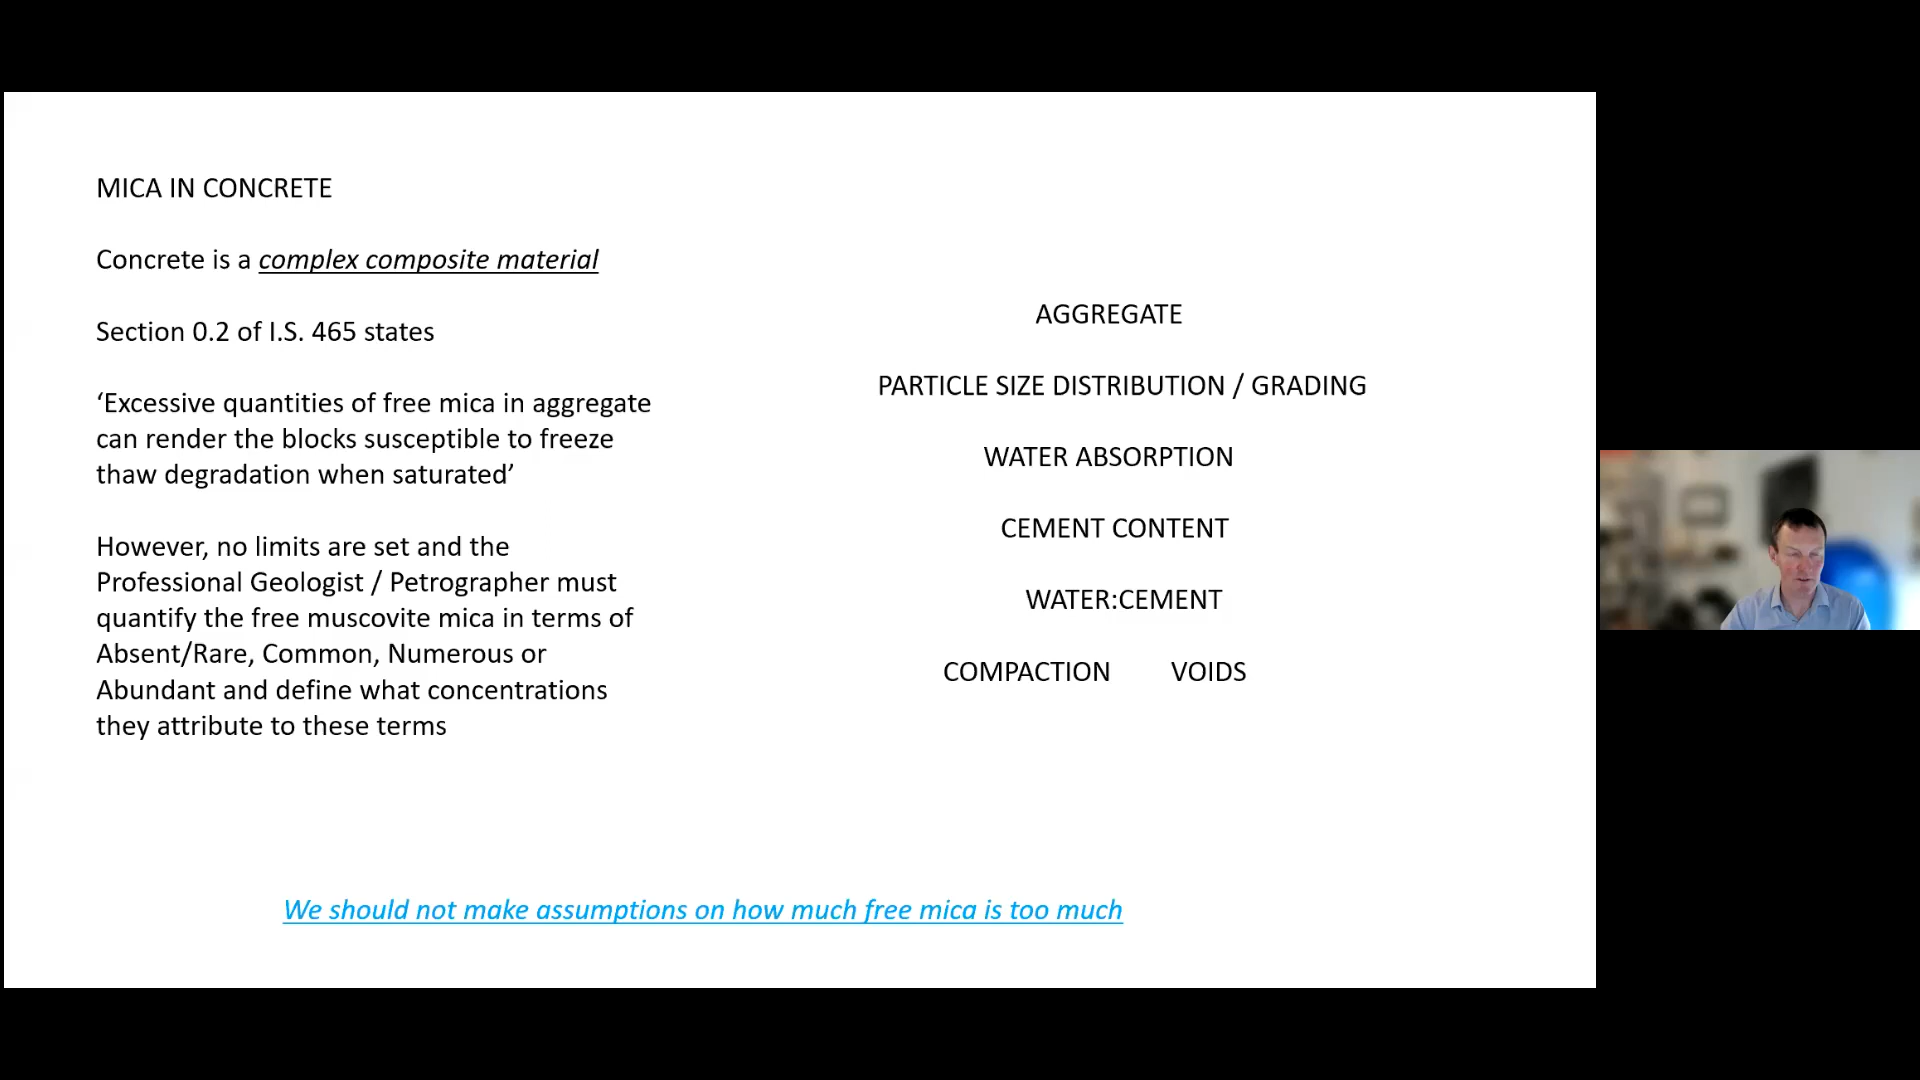 MICA IN CONCRETE
Concrete is a complex composite material
Section 0.2 of I.S. 465 states
‘Excessive quantities of free mica in aggregate
can render the blocks susceptible to freeze
thaw degradation when saturated’
However, no limits are set and the
Professional Geologist / Petrographer must
quantify the free muscovite mica in terms of
Absent/Rare, Common, Numerous or
Abundant and define what concentrations
they attribute to these terms
AGGREGATE
PARTICLE SIZE DISTRIBUTION / GRADING
WATER ABSORPTION
CEMENT CONTENT
WATER:CEMENT
COMPACTION VOIDS
We should not make assumptions on how much free mica is too much